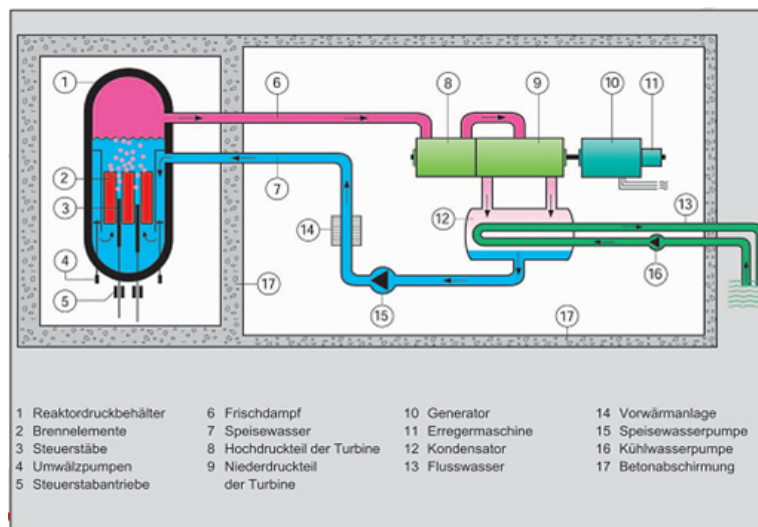 1
6
8
9
10
11
2
3
7
12
13
14
4
5
17
15
16
17
1 Reaktordruckbehälter
2 Brennelemente
3 Steuerstäbe
4 Umwälzpumpen
5 Steuerstabantriebe
6 Frischdampf
7 Speisewasser
8 Hochdruckteil der Turbine
9 Niederdruckteil
der Turbine
10 Generator
11 Erregermaschine
12 Kondensator
13 Flusswasser
14 Vorwärmanlage
15 Speisewasserpumpe
16 Kühlwasserpumpe
17 Betonabschirmung